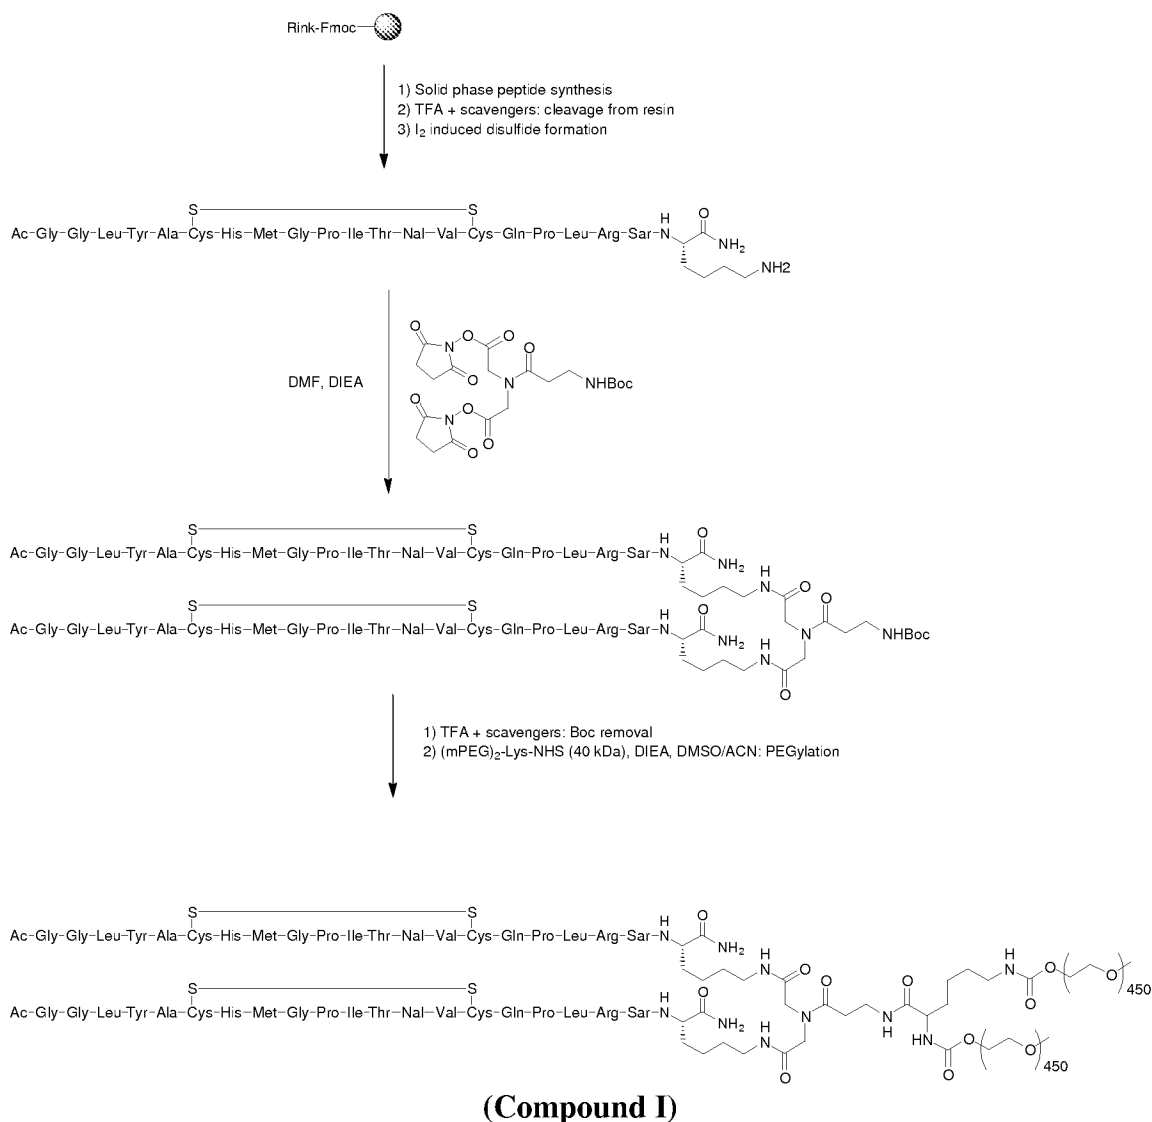 Rink-Fmoc
1) Solid phase peptide synthesis
2) TFA + scavengers: cleavage from resin
3) I2 induced disulfide formation
S S
H O
Ac-Gly-Gly-Leu-Tyr-Ala-Cys-His-Met-Gly-Pro-Ile-Thr-Nal-Val-Cys-Gln-Pro-Leu-Arg-Sar-N
NH2
NH2
O O O O
N O
DMF, DIEA
O N NHBoc
O O
N O
O O
S S
H O
Ac-Gly-Gly-Leu-Tyr-Ala-Cys-His-Met-Gly-Pro-Ile-Thr-Nal-Val-Cys-Gln-Pro-Leu-Arg-Sar-N
NH2 H
N O O
S S
H O
Ac-Gly-Gly-Leu-Tyr-Ala-Cys-His-Met-Gly-Pro-Ile-Thr-Nal-Val-Cys-Gln-Pro-Leu-Arg-Sar-N
NH2 H N NHBoc
N
O
1) TFA + scavengers: Boc removal
2) (mPEG)2-Lys-NHS (40 kDa), DIEA, DMSO/ACN: PEGylation
S S
H O
Ac-Gly-Gly-Leu-Tyr-Ala-Cys-His-Met-Gly-Pro-Ile-Thr-Nal-Val-Cys-Gln-Pro-Leu-Arg-Sar-N
NH2 H H
N O O O N O O 450
O
S S
H O
Ac-Gly-Gly-Leu-Tyr-Ala-Cys-His-Met-Gly-Pro-Ile-Thr-Nal-Val-Cys-Gln-Pro-Leu-Arg-Sar-N
NH2 H N N H
N HN O O 450
O O
(Compound I)